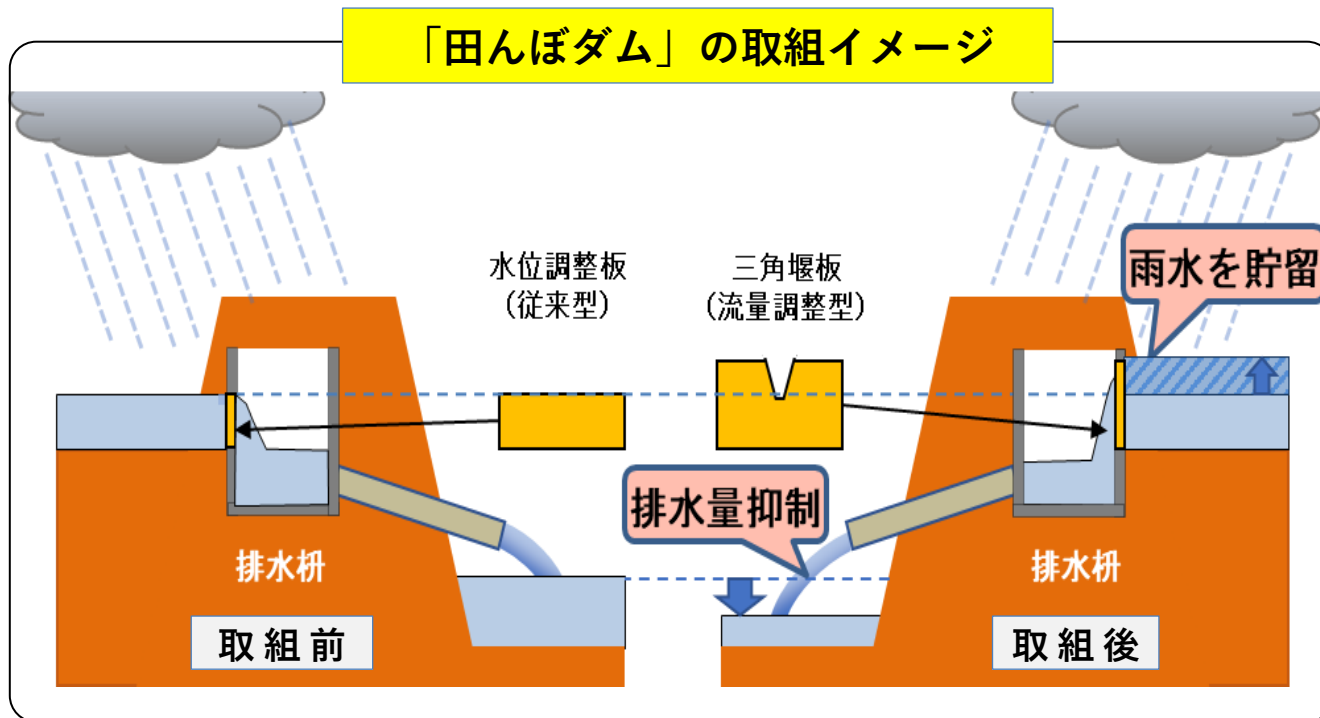 「田んぼダム」の取組イメージ
水位調整板
(従来型)
三角堰板
(流量調整型)
雨水を貯留
排水量抑制
排水枡
排水枡
取組前
取組後